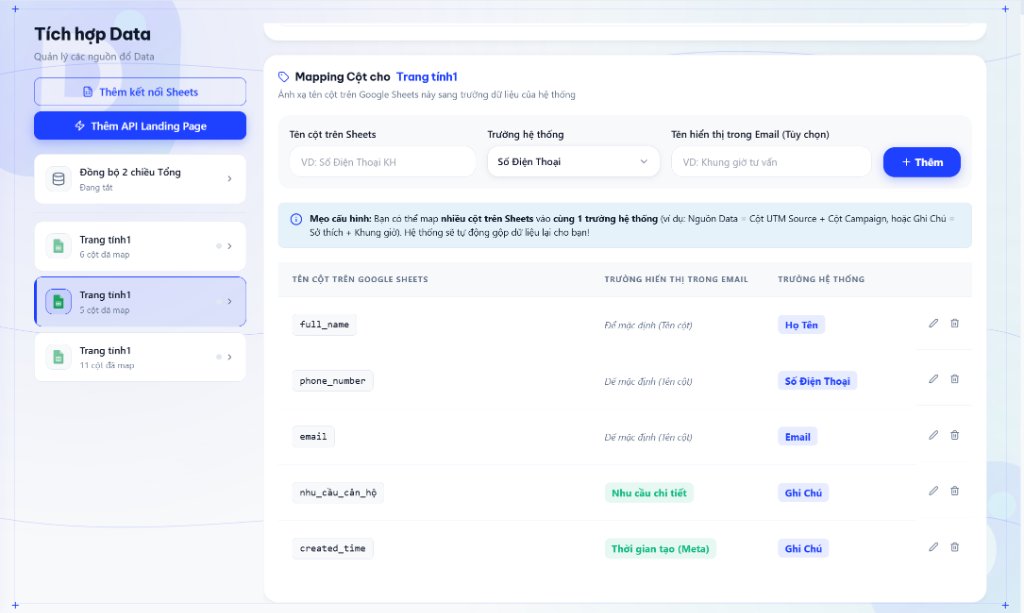 Tích hợp Data
Quản lý các nguồn đổ Data
Thêm kết nối Sheets
Thêm API Landing Page
Đồng bộ 2 chiều Tổng
Đang tắt
Trang tính1
6 cột đã map
Trang tính1
5 cột đã map
Trang tính1
11 cột đã map
Mapping Cột cho Trang tính1
Ánh xạ tên cột trên Google Sheets này sang trường dữ liệu của hệ thống
Tên cột trên Sheets
Trường hệ thống
Tên hiển thị trong Email (Tùy chọn)
VD: Số Điện Thoại KH
Số Điện Thoại
VD: Khung giờ tư vấn
+ Thêm
Mẹo cấu hình: Bạn có thể map nhiều cột trên Sheets vào cùng 1 trường hệ thống (ví dụ: Nguồn Data = Cột UTM Source + Cột Campaign, hoặc Ghi Chú =
Sở thích + Khung giờ). Hệ thống sẽ tự động gộp dữ liệu lại cho bạn!
TÊN CỘT TRÊN GOOGLE SHEETS TRƯỜNG HIỂN THỊ TRONG EMAIL TRƯỜNG HỆ THỐNG
full_name Để mặc định (Tên cột) Họ Tên
phone_number Để mặc định (Tên cột) Số Điện Thoại
email Để mặc định (Tên cột) Email
nhu_cầu_căn_hộ Nhu cầu chi tiết Ghi Chú
created_time Thời gian tạo (Meta) Ghi Chú